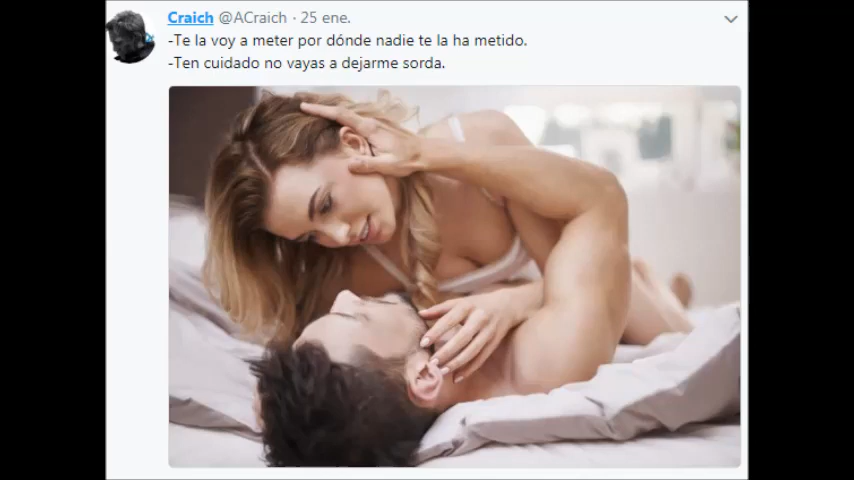 Craich @ACraich · 25 ene.
-Te la voy a meter por dónde nadie te la ha metido.
-Ten cuidado no vayas a dejarme sorda.